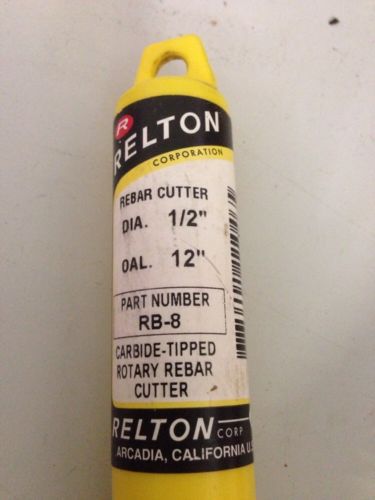 R
RELTON
CORPORATION
REBAR CUTTER
DIA. 1/2"
OAL. 12"
PART NUMBER
RB-8
CARBIDE-TIPPED
ROTARY REBAR
CUTTER
RELTON CORP
ARCADIA, CALIFORNIA U.S